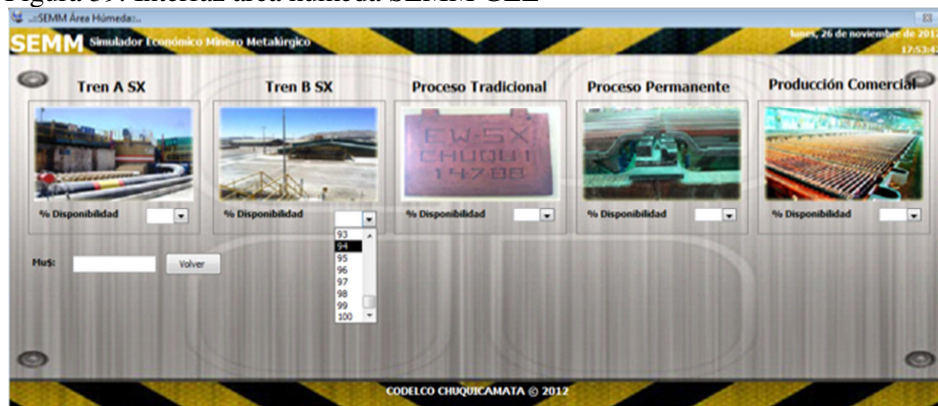 Figura 39. Interfaz área húmeda SEMM-GEE
..::SEMM Área Húmeda::..
SEMM Simulador Económico Minero Metalúrgico
lunes, 26 de noviembre de 2012
17:53:47
Tren A SX
Tren B SX
Proceso Tradicional
Proceso Permanente
Producción Comercial
EW-SX
CHUQUI
14788
% Disponibilidad
% Disponibilidad
% Disponibilidad
% Disponibilidad
% Disponibilidad
93
94
95
96
97
98
99
100
Mu$:
Volver
CODELCO CHUQUICAMATA © 2012